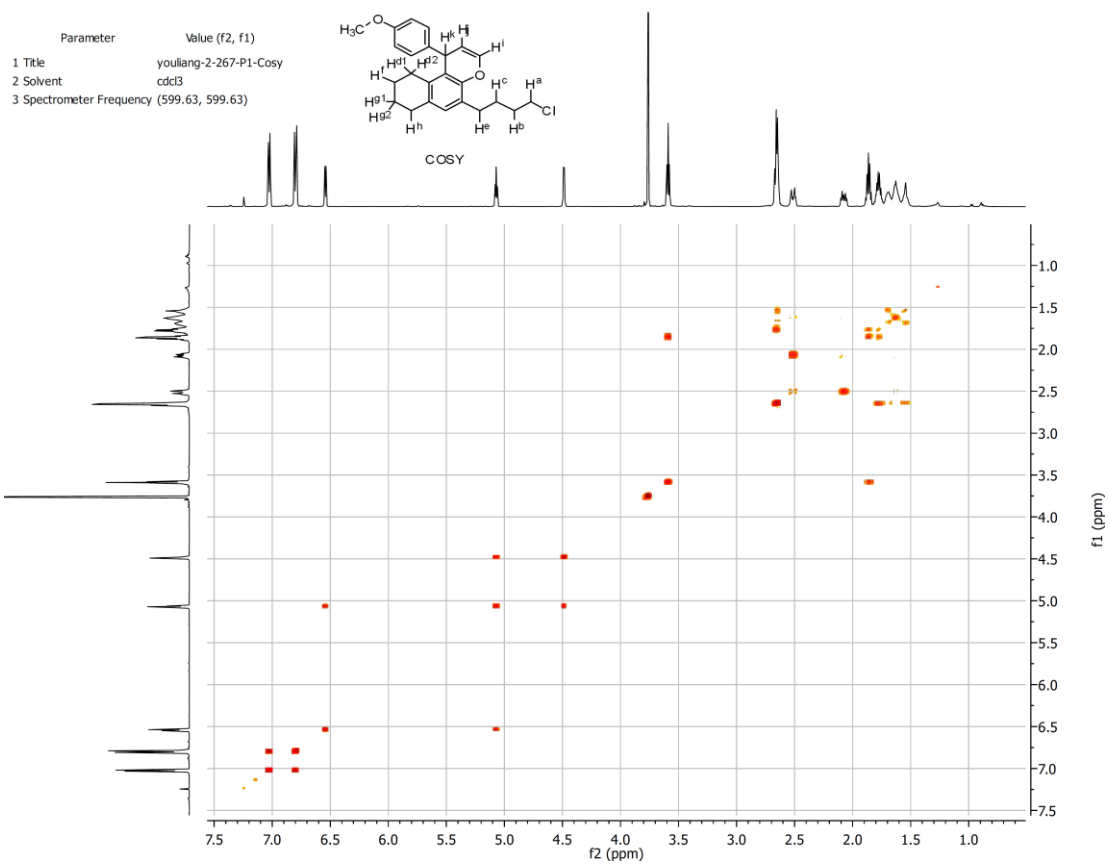 Parameter Value (f2, f1)
1 Title youliang-2-267-P1-Cosy
2 Solvent cdcl3
3 Spectrometer Frequency (599.63, 599.63)
H₃C O
Hᵏ Hʲ
Hⁱ
Hᵈ¹ Hᵈ²
Hᶠ
O
Hᶜ Hᵃ
Hᵍ¹
Hᵍ²
Cl
Hʰ Hᵉ Hᵇ
COSY
1.0
1.5
2.0
2.5
3.0
3.5
4.0
4.5
5.0
5.5
6.0
6.5
7.0
7.5
f1 (ppm)
7.5 7.0 6.5 6.0 5.5 5.0 4.5 4.0 3.5 3.0 2.5 2.0 1.5 1.0
f2 (ppm)